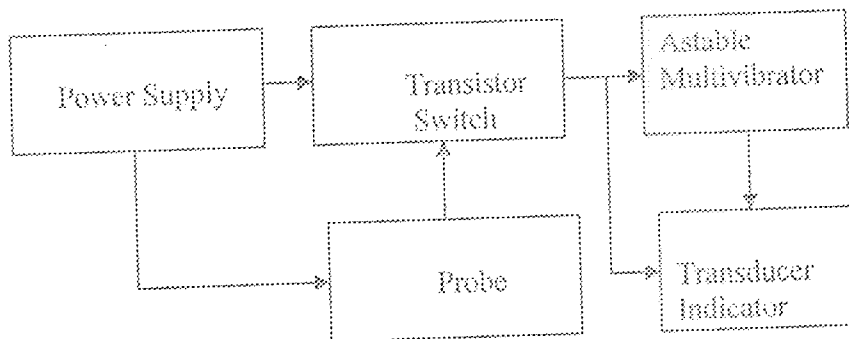 Power Supply
Transistor
Switch
Astable
Multivibrator
Probe
Transducer
Indicator